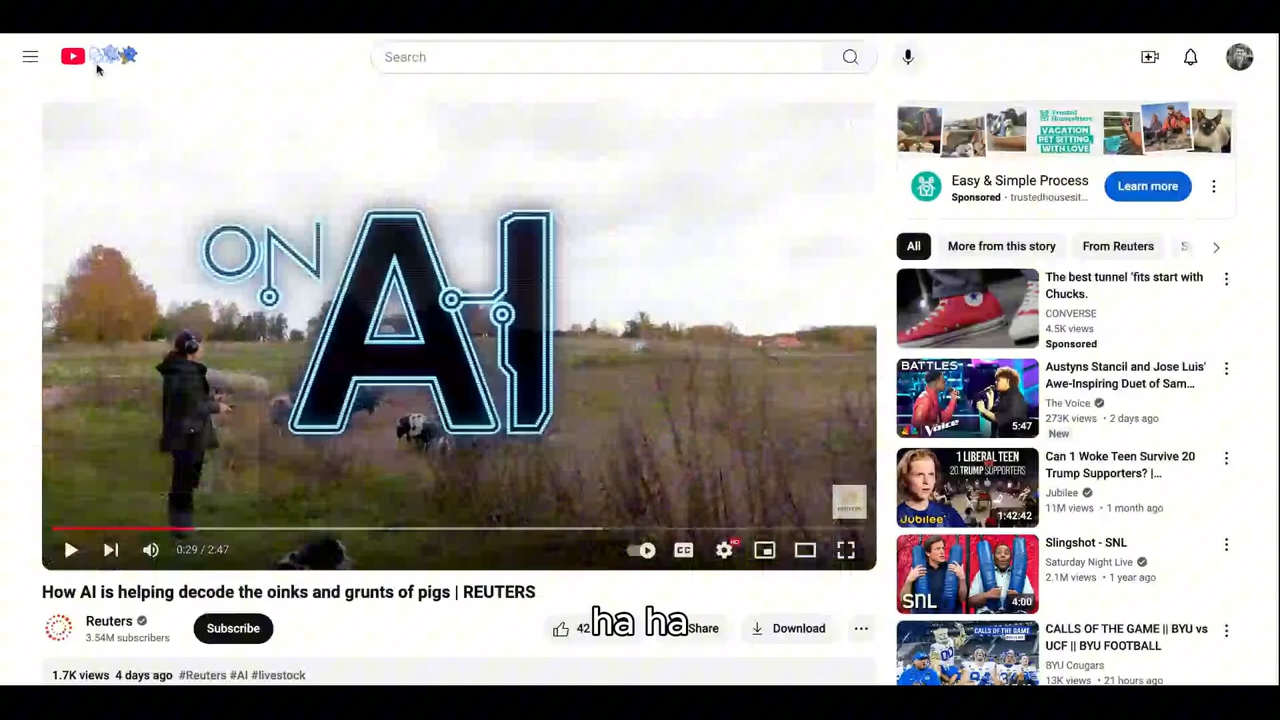 Search
Trusted
Housesitters
VACATION
PET SITTING,
WITH LOVE
Easy & Simple Process
Sponsored · trustedhousesit...
Learn more
ON AI
REUTERS
0:29 / 2:47
CC
HD
How AI is helping decode the oinks and grunts of pigs | REUTERS
Reuters
3.54M subscribers
Subscribe
42
ha ha
Share
Download
1.7K views 4 days ago #Reuters #AI #livestock
All
More from this story
From Reuters
S
The best tunnel 'fits start with
Chucks.
CONVERSE
4.5K views
Sponsored
BATTLES
Voice
5:47
Austyns Stancil and Jose Luis'
Awe-Inspiring Duet of Sam...
The Voice
273K views • 2 days ago
New
1 LIBERAL TEEN
20 TRUMP SUPPORTERS
Jubilee
1:42:42
Can 1 Woke Teen Survive 20
Trump Supporters? |...
Jubilee
11M views • 1 month ago
SNL
4:00
Slingshot - SNL
Saturday Night Live
2.1M views • 1 year ago
CALLS OF THE GAME
CALLS OF THE GAME || BYU vs
UCF || BYU FOOTBALL
BYU Cougars
13K views • 21 hours ago